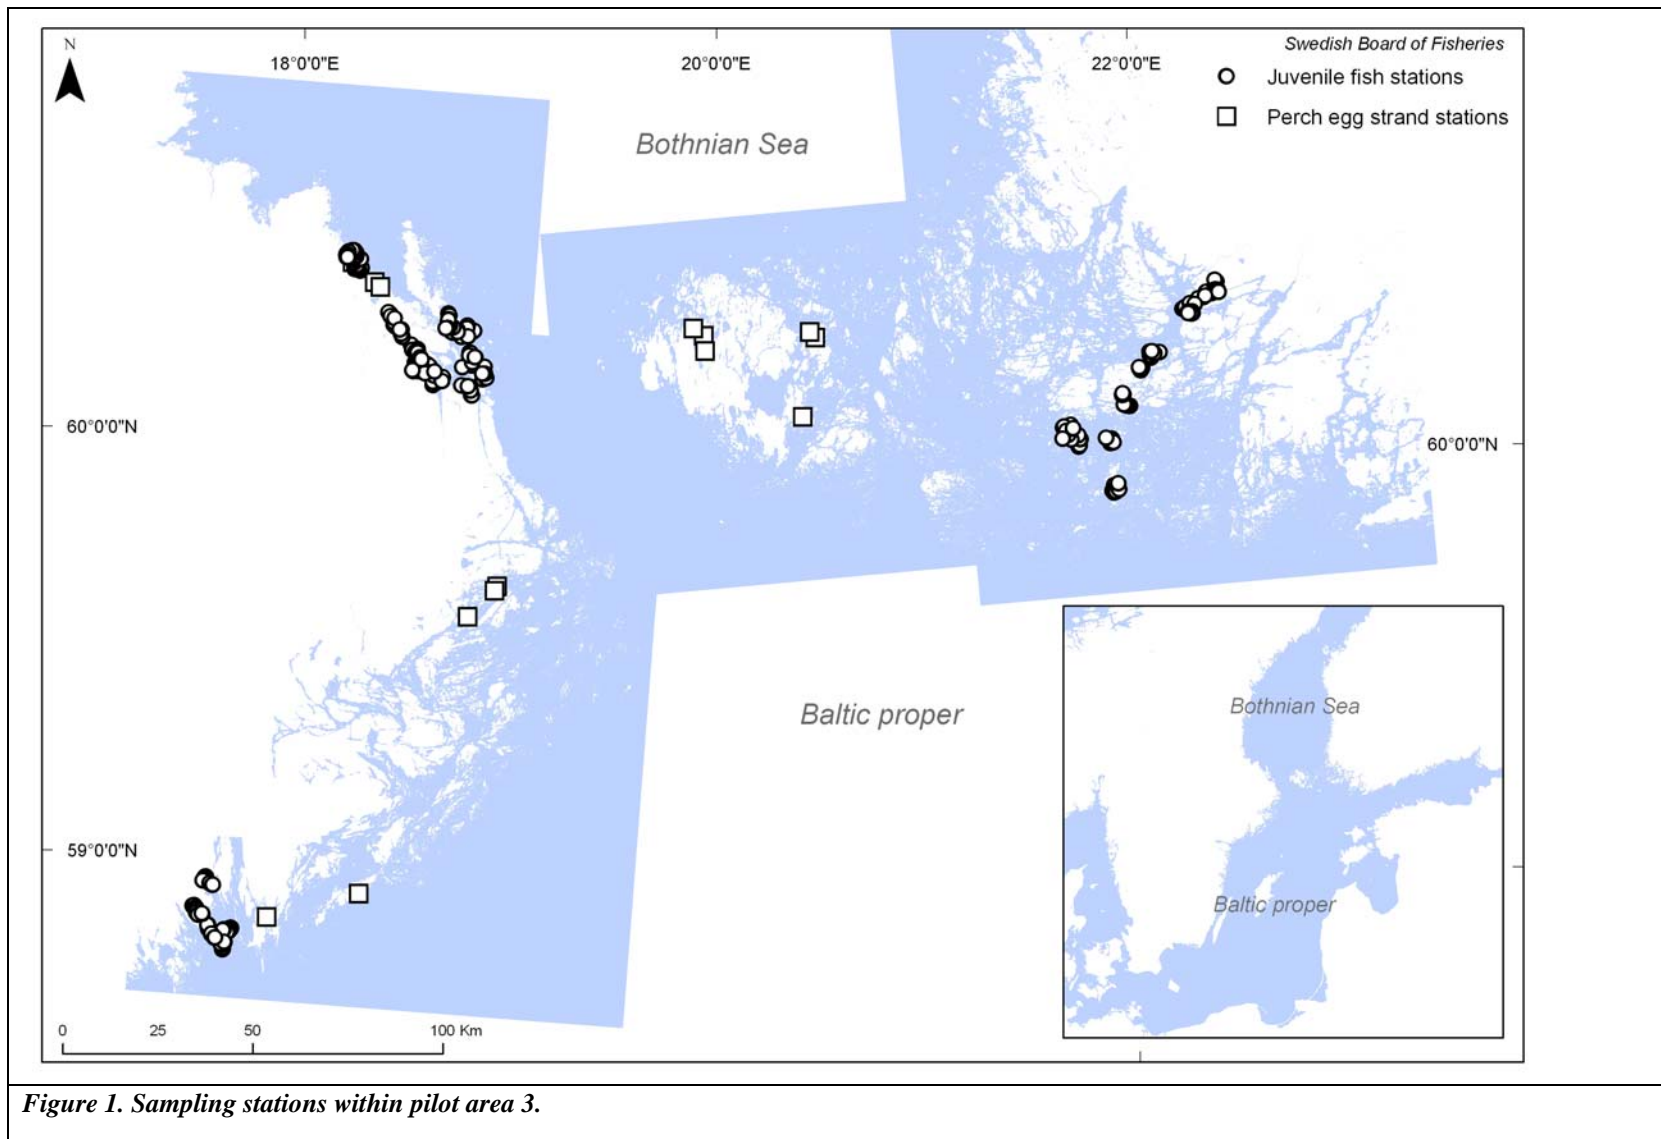 N
18°0'0"E
20°0'0"E
22°0'0"E
Swedish Board of Fisheries
Juvenile fish stations
Perch egg strand stations
Bothnian Sea
60°0'0"N
60°0'0"N
Baltic proper
59°0'0"N
Bothnian Sea
Baltic proper
0 25 50 100 Km
Figure 1. Sampling stations within pilot area 3.